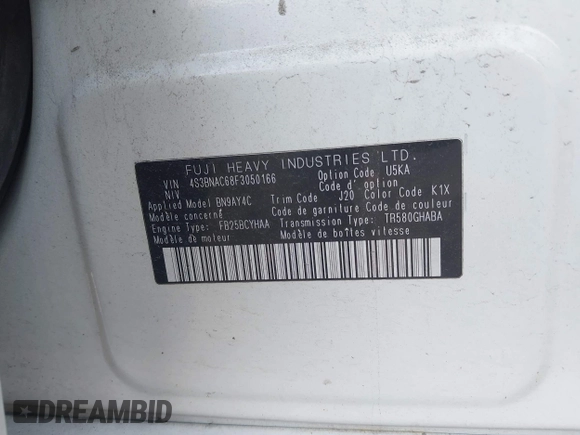 FUJI HEAVY INDUSTRIES LTD.
VIN 4S3BNAC68F3050166 Option Code U5KA
NIV Code d'option
Applied Model BN9AY4C Trim Code J20 Color Code K1X
Modèle concerné Code de garniture Code de couleur
Engine Type FB25BCYHAA Transmission Type TR580GHABA
Modèle de moteur Modèle de boîtes vitesse
DREAMBID